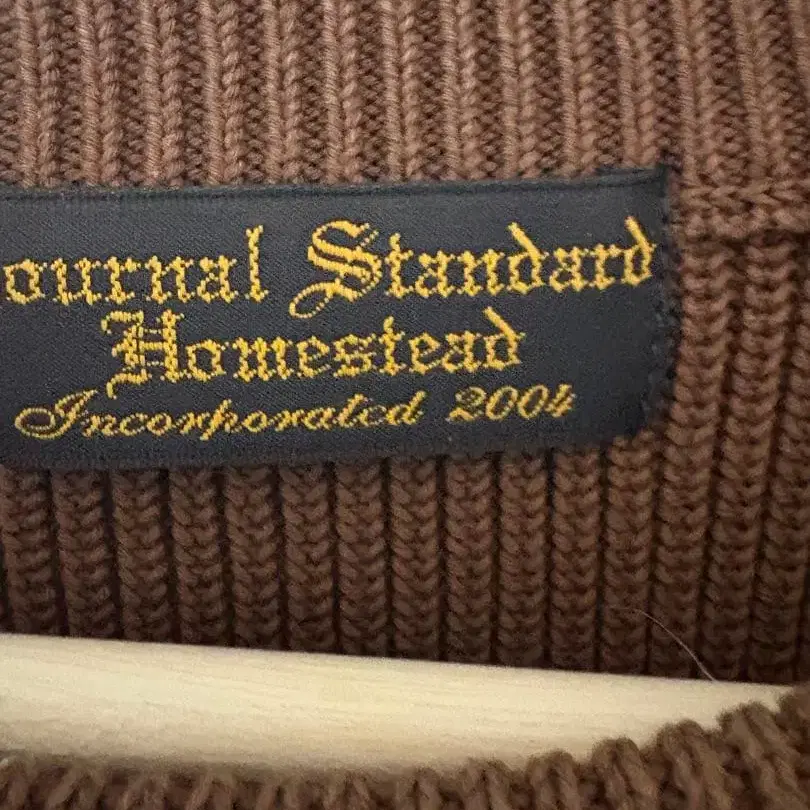 ournal Standard
Homestead
Incorporated 2004